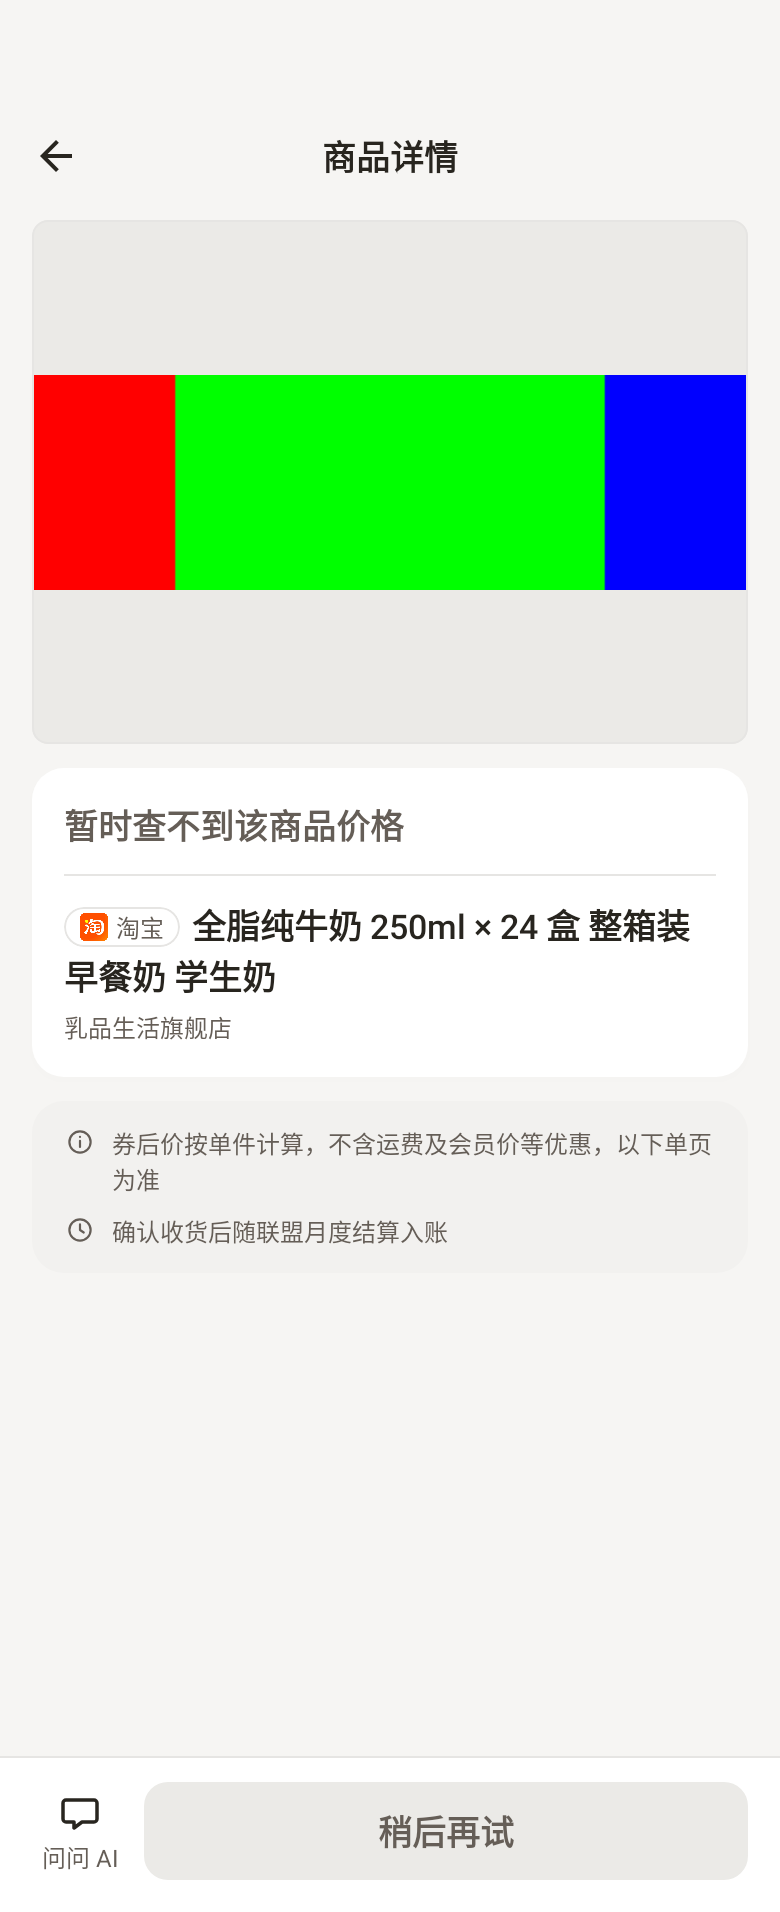 商品详情
暂时查不到该商品价格
淘 淘宝 全脂纯牛奶 250ml × 24 盒 整箱装
早餐奶 学生奶
乳品生活旗舰店
券后价按单件计算，不含运费及会员价等优惠，以下单页
为准
确认收货后随联盟月度结算入账
问问 AI
稍后再试